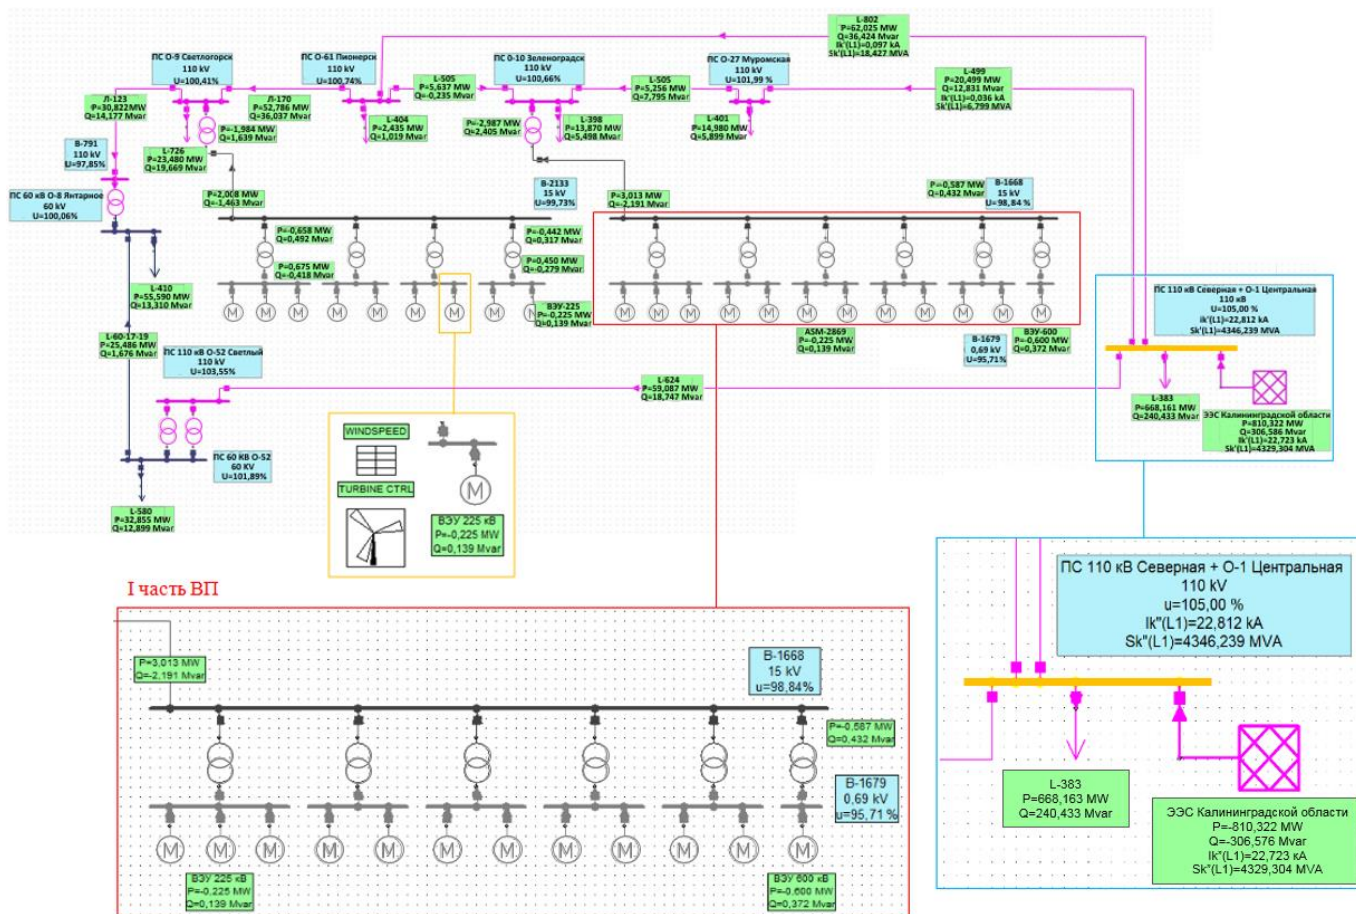 L-802
P=62,025 MW
Q=36,424 Mvar
Ik'(L1)=0,097 kA
Sk'(L1)=18,427 MVA
ПС О-9 Светлогорск
110 kV
U=100,41%
ПС О-61 Пионерск
110 kV
U=100,74%
L-505
P=5,637 MW
Q=-0,235 Mvar
ПС О-10 Зеленоградск
110 kV
U=100,66%
L-505
P=5,256 MW
Q=7,795 Mvar
ПС О-27 Муромская
110 kV
U=101,99 %
L-499
P=20,499 MW
Q=12,831 Mvar
Ik'(L1)=0,036 kA
Sk'(L1)=6,799 MVA
Л-123
P=30,822MW
Q=14,177 Mvar
Л-170
P=52,786 MW
Q=36,037 Mvar
P=-1,984 MW
Q=1,639 Mvar
L-404
P=2,435 MW
Q=1,019 Mvar
P=-2,987 MW
Q=2,405 Mvar
L-398
P=13,870 MW
Q=5,498 Mvar
L-401
P=14,980 MW
Q=5,899 Mvar
В-791
110 kV
U=97,85%
L-726
P=23,480 MW
Q=19,669 Mvar
ПС 60 кВ О-8 Янтарное
60 kV
U=100,06%
P=2,008 MW
Q=-1,463 Mvar
В-2133
15 kV
U=99,73%
P=3,013 MW
Q=-2,191 Mvar
P=-0,587 MW
Q=0,432 Mvar
В-1668
15 kV
U=98,84 %
P=-0,658 MW
Q=0,492 Mvar
P=-0,442 MW
Q=0,317 Mvar
P=0,675 MW
Q=-0,418 Mvar
P=0,450 MW
Q=-0,279 Mvar
L-410
P=55,590 MW
Q=13,310 Mvar
M M M M M M M M M M
M M M M M M M M M M
ВЭУ-225
P=-0,225 MW
Q=0,139 Mvar
ASM-2869
P=-0,225 MW
Q=0,139 Mvar
В-1679
0,69 kV
U=95,71%
ВЭУ-600
P=-0,600 MW
Q=0,372 Mvar
ПС 110 кВ Северная + О-1 Центральная
110 кВ
U=105,00 %
ik'(L1)=22,812 kA
Sk'(L1)=4346,239 MVA
L-60-17-19
P=25,486 MW
Q=1,676 Mvar
ПС 110 кВ О-52 Светлый
110 kV
U=103,55%
L-624
P=59,087 MW
Q=18,747 Mvar
L-383
P=668,161 MW
Q=240,433 Mvar
ЭЭС Калининградской области
P=810,322 MW
Q=306,586 Mvar
Ik'(L1)=22,723 kA
Sk'(L1)=4329,304 MVA
ПС 60 КВ О-52
60 KV
U=101,89%
L-580
P=32,855 MW
Q=12,899 Mvar
WINDSPEED
TURBINE CTRL
M
ВЭУ 225 кВ
P=-0,225 MW
Q=0,139 Mvar
I часть ВП
P=3,013 MW
Q=-2,191 Mvar
В-1668
15 kV
u=98,84%
P=-0,587 MW
Q=0,432 Mvar
В-1679
0,69 kV
u=95,71 %
M M M M M M M M M M
ВЭУ 225 кВ
P=-0,225 MW
Q=0,139 Mvar
ВЭУ 600 кВ
P=-0,600 MW
Q=0,372 Mvar
ПС 110 кВ Северная + О-1 Центральная
110 kV
u=105,00 %
Ik"(L1)=22,812 kA
Sk"(L1)=4346,239 MVA
L-383
P=668,163 MW
Q=240,433 Mvar
ЭЭС Калининградской области
P=-810,322 MW
Q=-306,576 Mvar
Ik"(L1)=22,723 kA
Sk"(L1)=4329,304 MVA